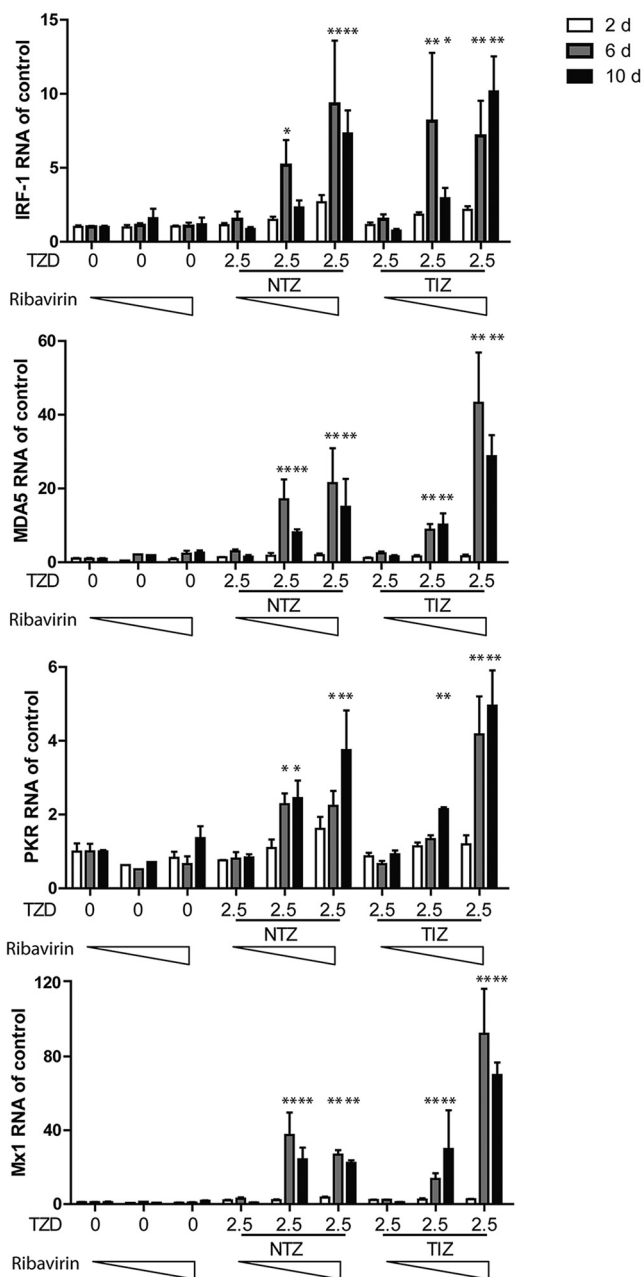 2 d
6 d
10 d
IRF-1 RNA of control
15
10
5
0
**** ** * ** **
*
TZD 0 0 0 2.5 2.5 2.5 2.5 2.5 2.5
NTZ TIZ
Ribavirin
MDA5 RNA of control
60
40
20
0
** **
**** ** ** ** **
TZD 0 0 0 2.5 2.5 2.5 2.5 2.5 2.5
NTZ TIZ
Ribavirin
PKR RNA of control
6
4
2
0
****
* *** **
* *
TZD 0 0 0 2.5 2.5 2.5 2.5 2.5 2.5
NTZ TIZ
Ribavirin
Mx1 RNA of control
120
80
40
0
****
**** ** ** ****
TZD 0 0 0 2.5 2.5 2.5 2.5 2.5 2.5
NTZ TIZ
Ribavirin